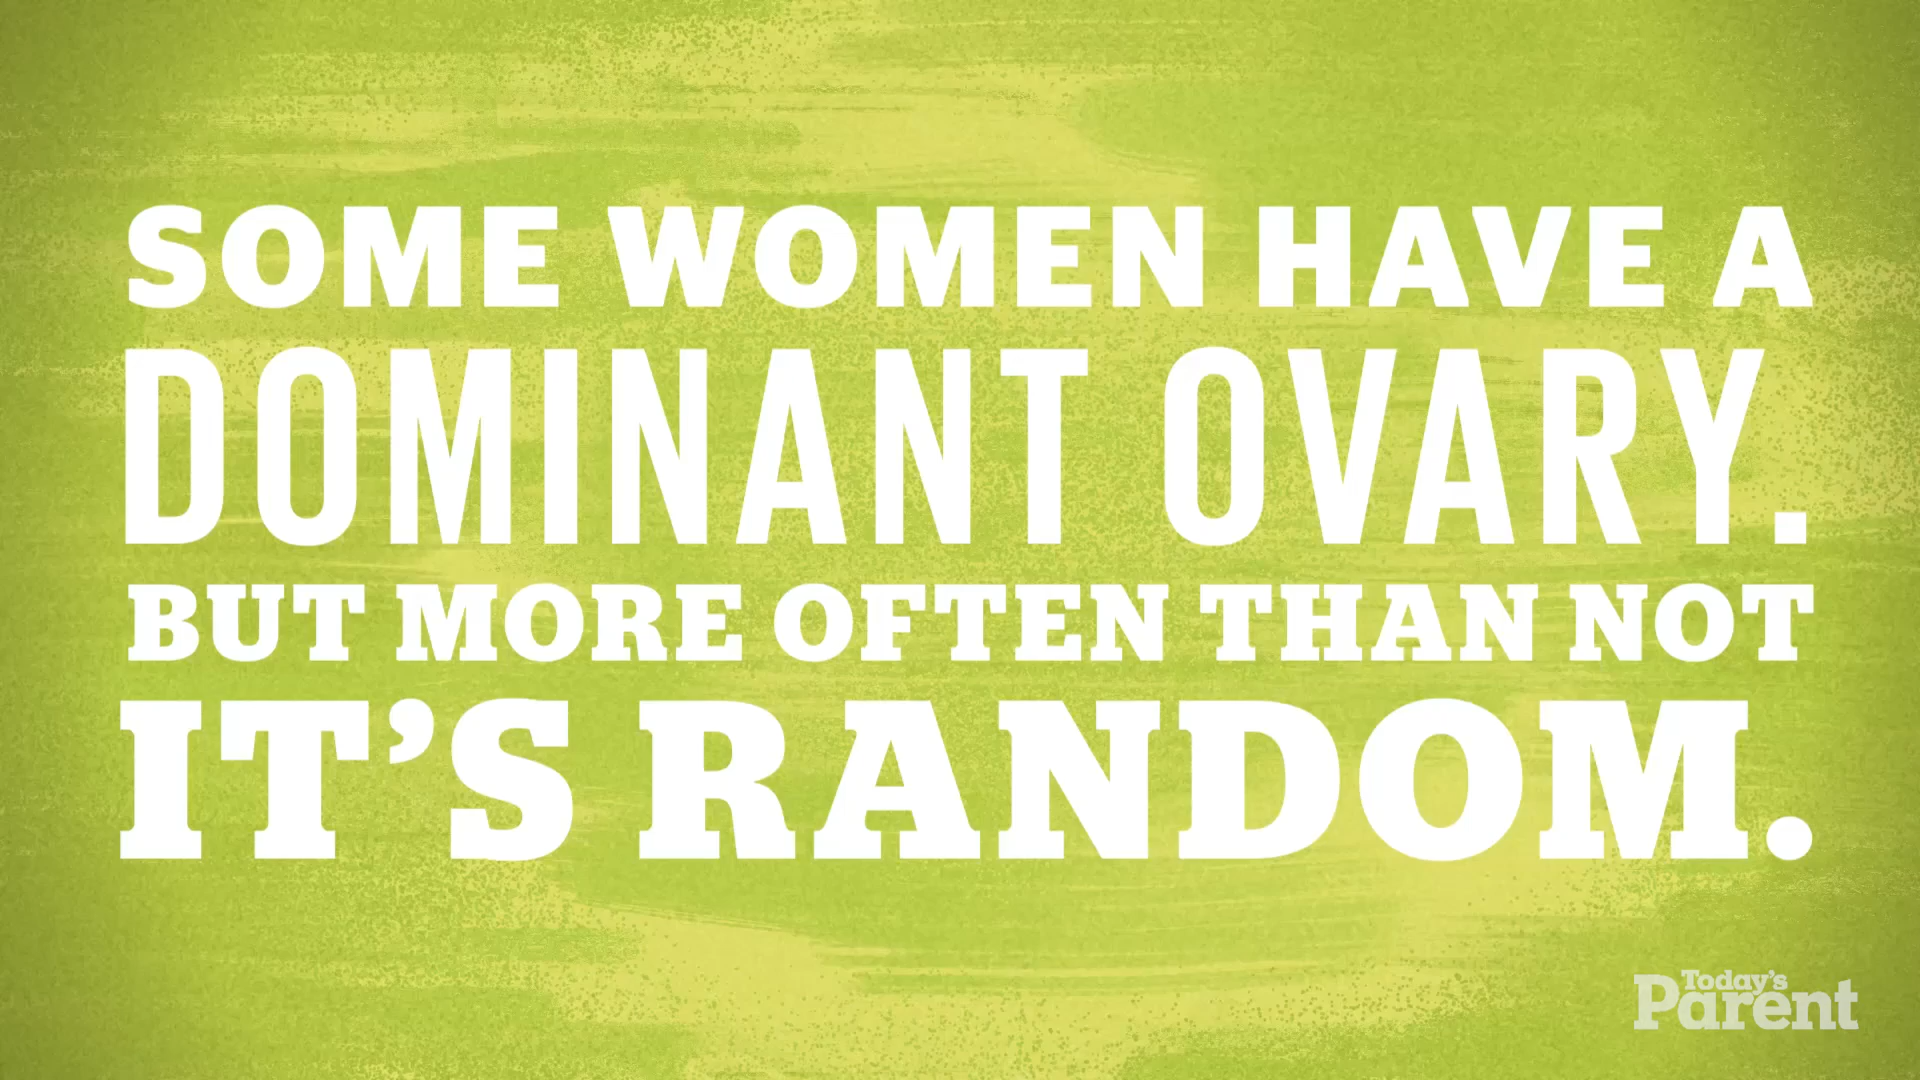 SOME WOMEN HAVE A
DOMINANT OVARY.
BUT MORE OFTEN THAN NOT
IT'S RANDOM.
Today's
Parent